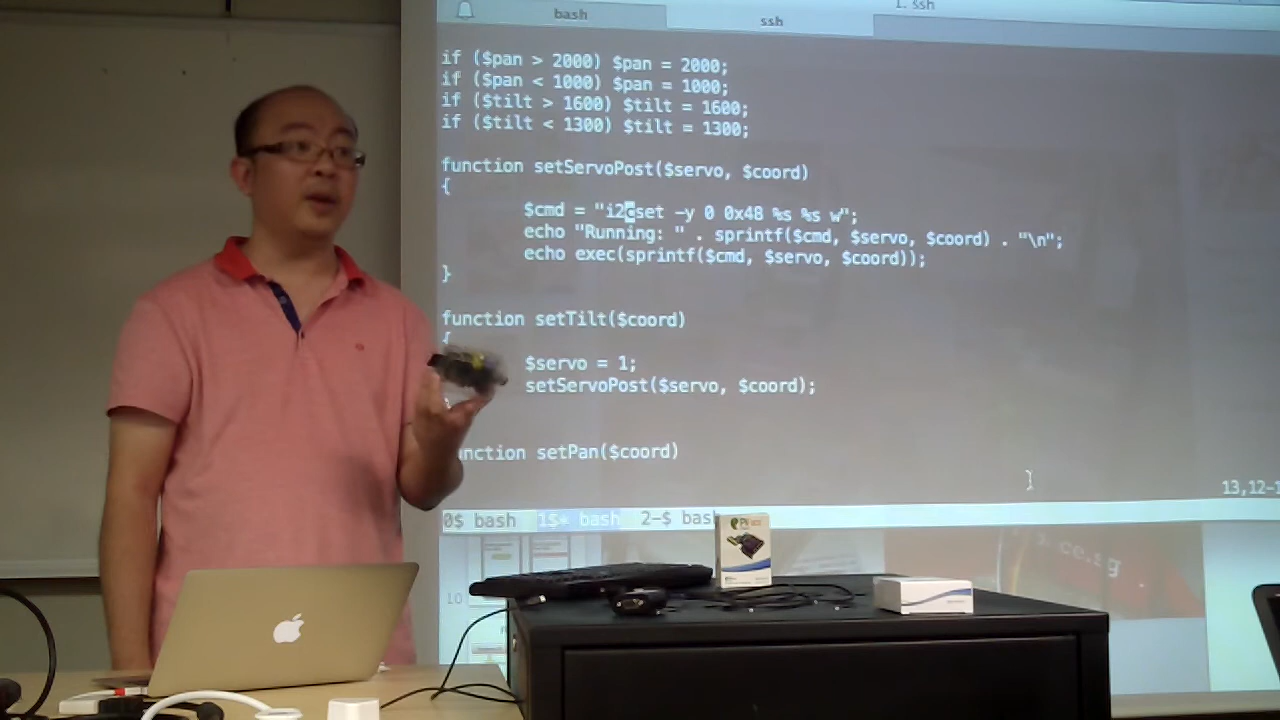 1. ssh
bash
ssh
if ($pan > 2000) $pan = 2000;
if ($pan < 1000) $pan = 1000;
if ($tilt > 1600) $tilt = 1600;
if ($tilt < 1300) $tilt = 1300;
function setServoPost($servo, $coord)
{
$cmd = "i2cset -y 0 0x48 %s %s w";
echo "Running: " . sprintf($cmd, $servo, $coord) . "\n";
echo exec(sprintf($cmd, $servo, $coord));
}
function setTilt($coord)
{
$servo = 1;
setServoPost($servo, $coord);
unction setPan($coord)
13,12-1
0$ bash 1$* bash 2-$ bash
ce.sg
10